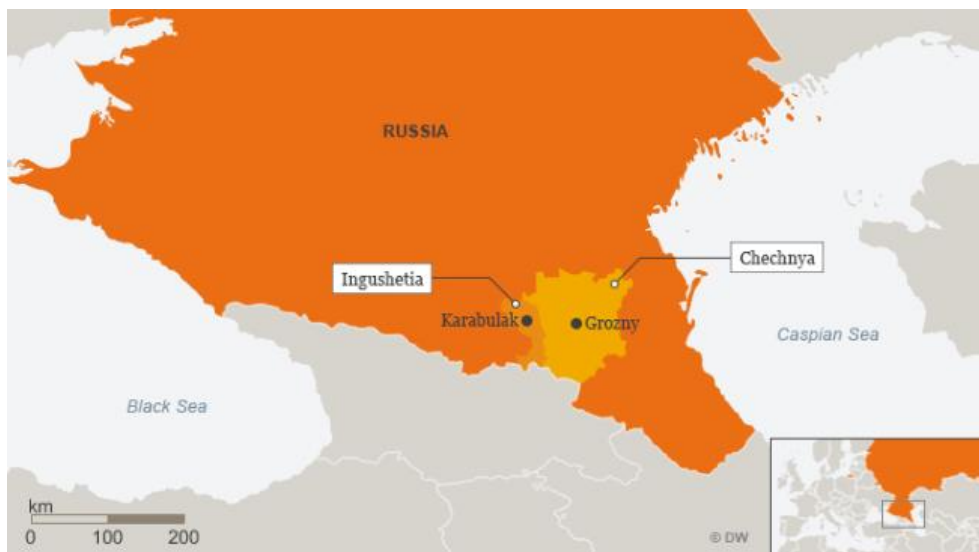 RUSSIA
Chechnya
Ingushetia
Karabulak
Grozny
Caspian Sea
Black Sea
km
0 100 200
© DW